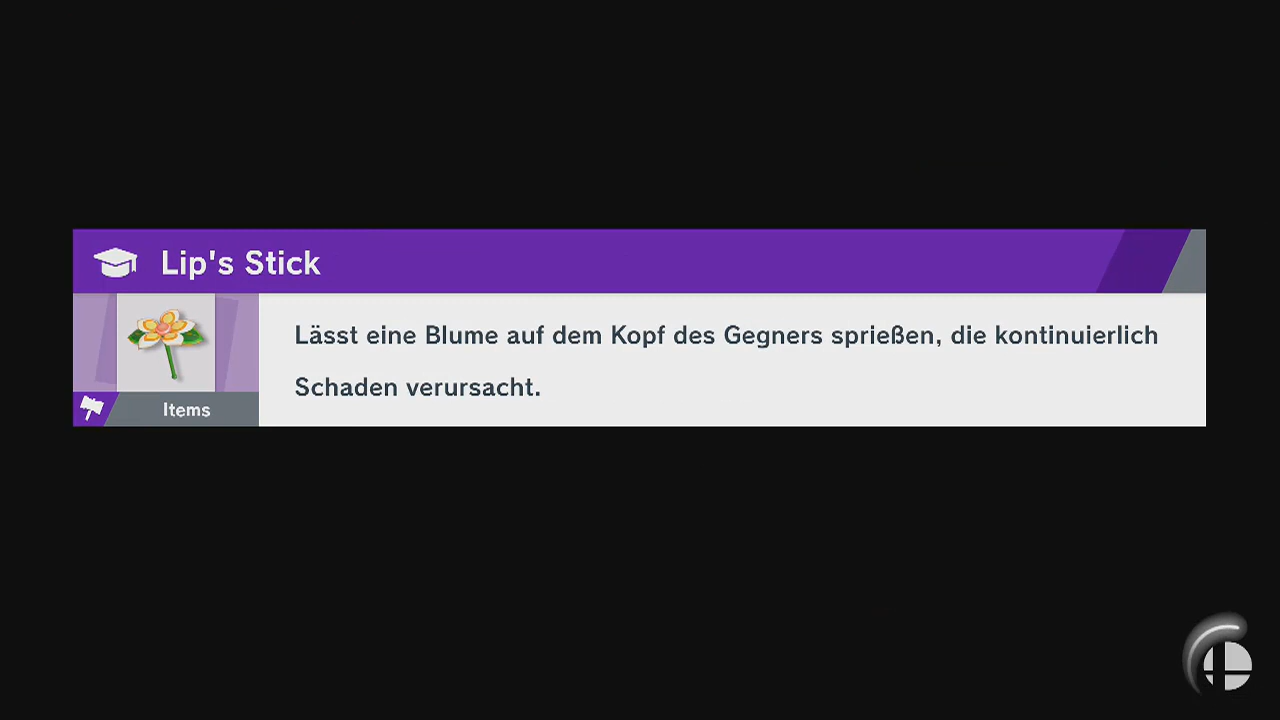 Lip's Stick
Lässt eine Blume auf dem Kopf des Gegners sprießen, die kontinuierlich
Schaden verursacht.
Items